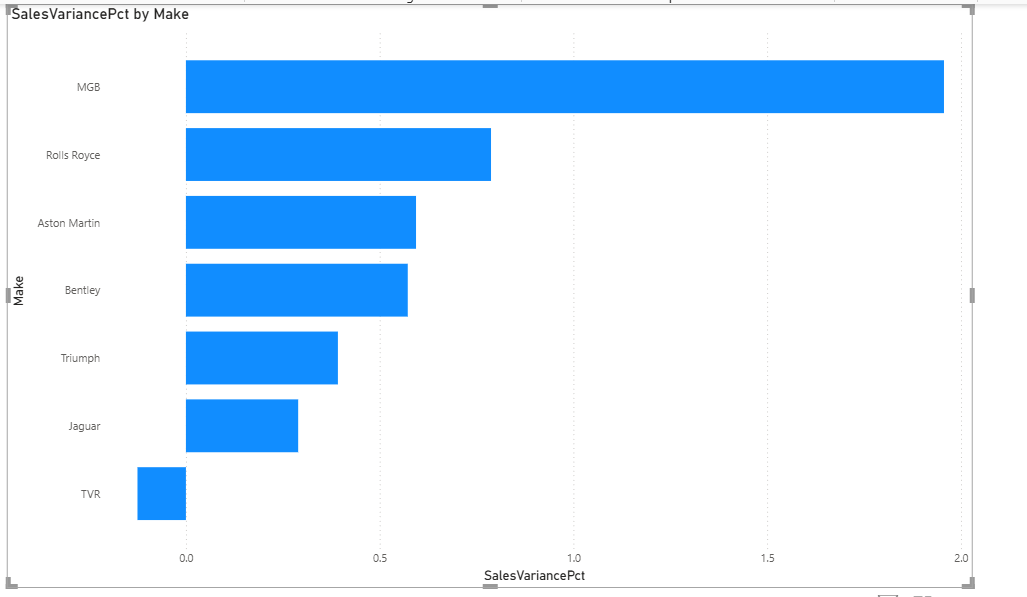 SalesVariancePct by Make
MGB
Rolls Royce
Aston Martin
Bentley
Triumph
Jaguar
TVR
Make
0.0 0.5 1.0 1.5 2.0
SalesVariancePct